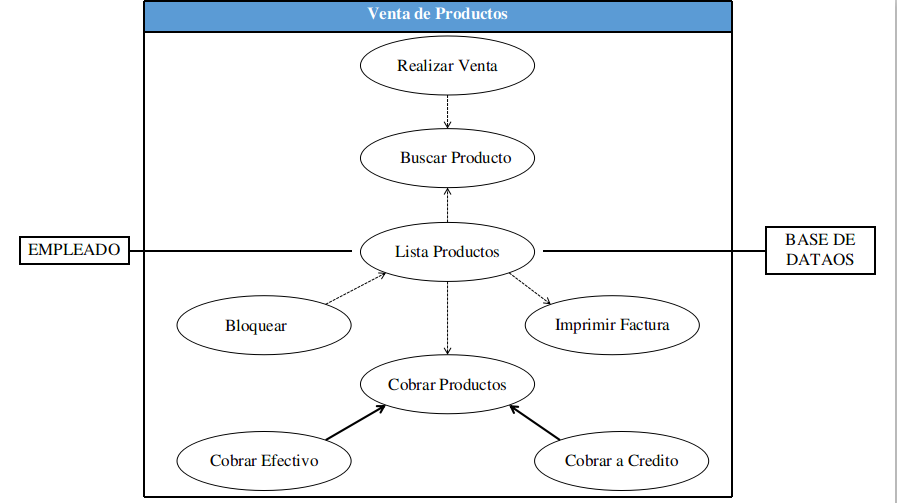 Venta de Productos
Realizar Venta
Buscar Producto
EMPLEADO
Lista Productos
BASE DE
DATAOS
Bloquear
Imprimir Factura
Cobrar Productos
Cobrar Efectivo
Cobrar a Credito